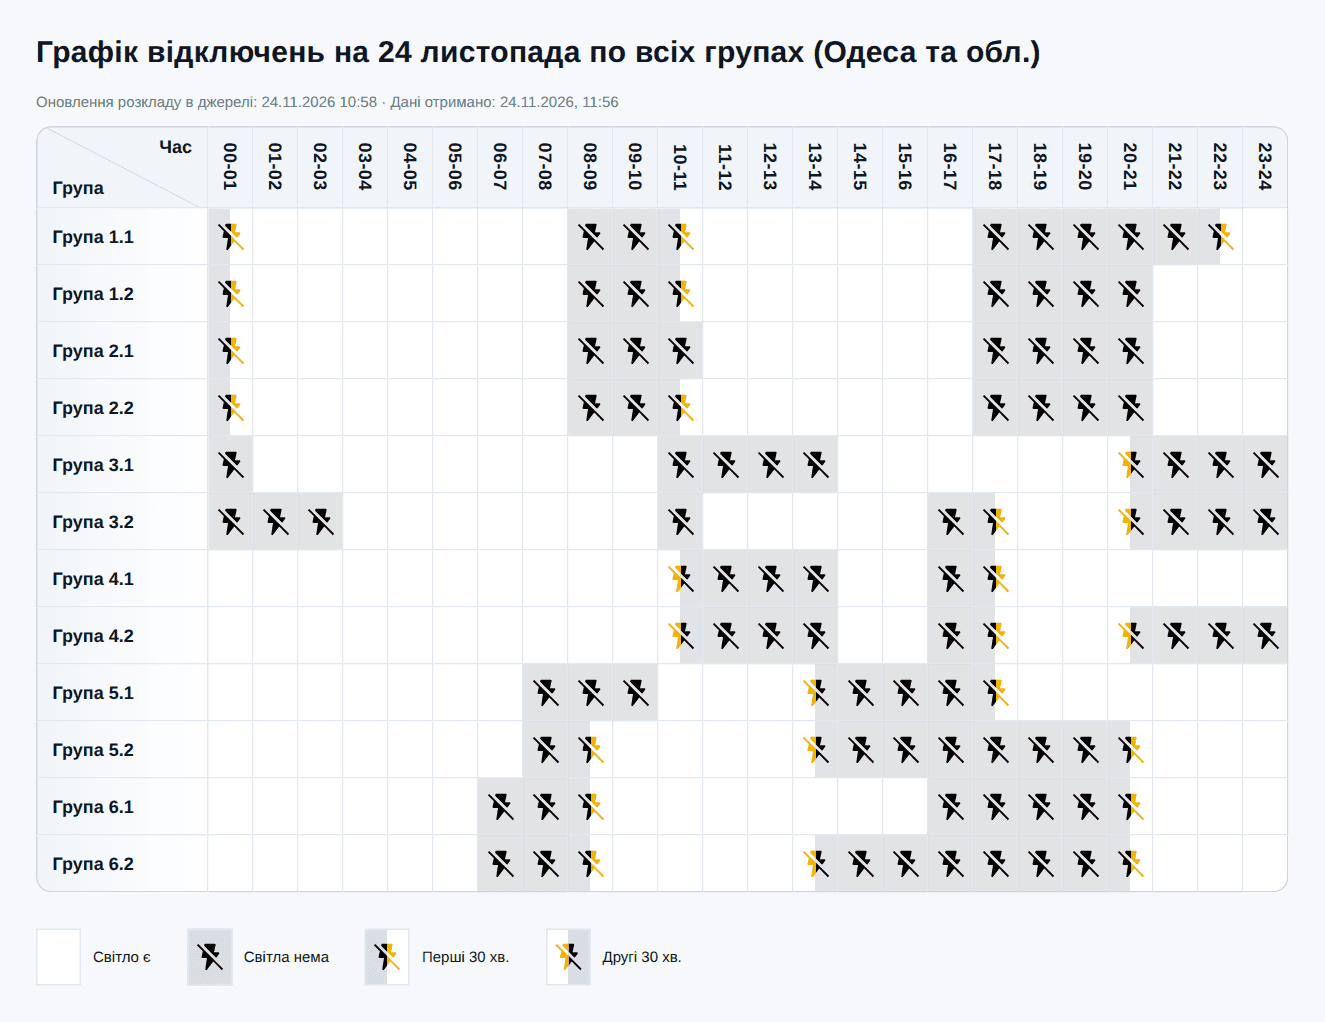 Графік відключень на 24 листопада по всіх групах (Одеса та обл.)
Оновлення розкладу в джерелі: 24.11.2026 10:58 · Дані отримано: 24.11.2026, 11:56
Час
Група
00-01 01-02 02-03 03-04 04-05 05-06 06-07 07-08 08-09 09-10 10-11 11-12 12-13 13-14 14-15 15-16 16-17 17-18 18-19 19-20 20-21 21-22 22-23 23-24
Група 1.1
Група 1.2
Група 2.1
Група 2.2
Група 3.1
Група 3.2
Група 4.1
Група 4.2
Група 5.1
Група 5.2
Група 6.1
Група 6.2
Світло є Світла нема Перші 30 хв. Другі 30 хв.